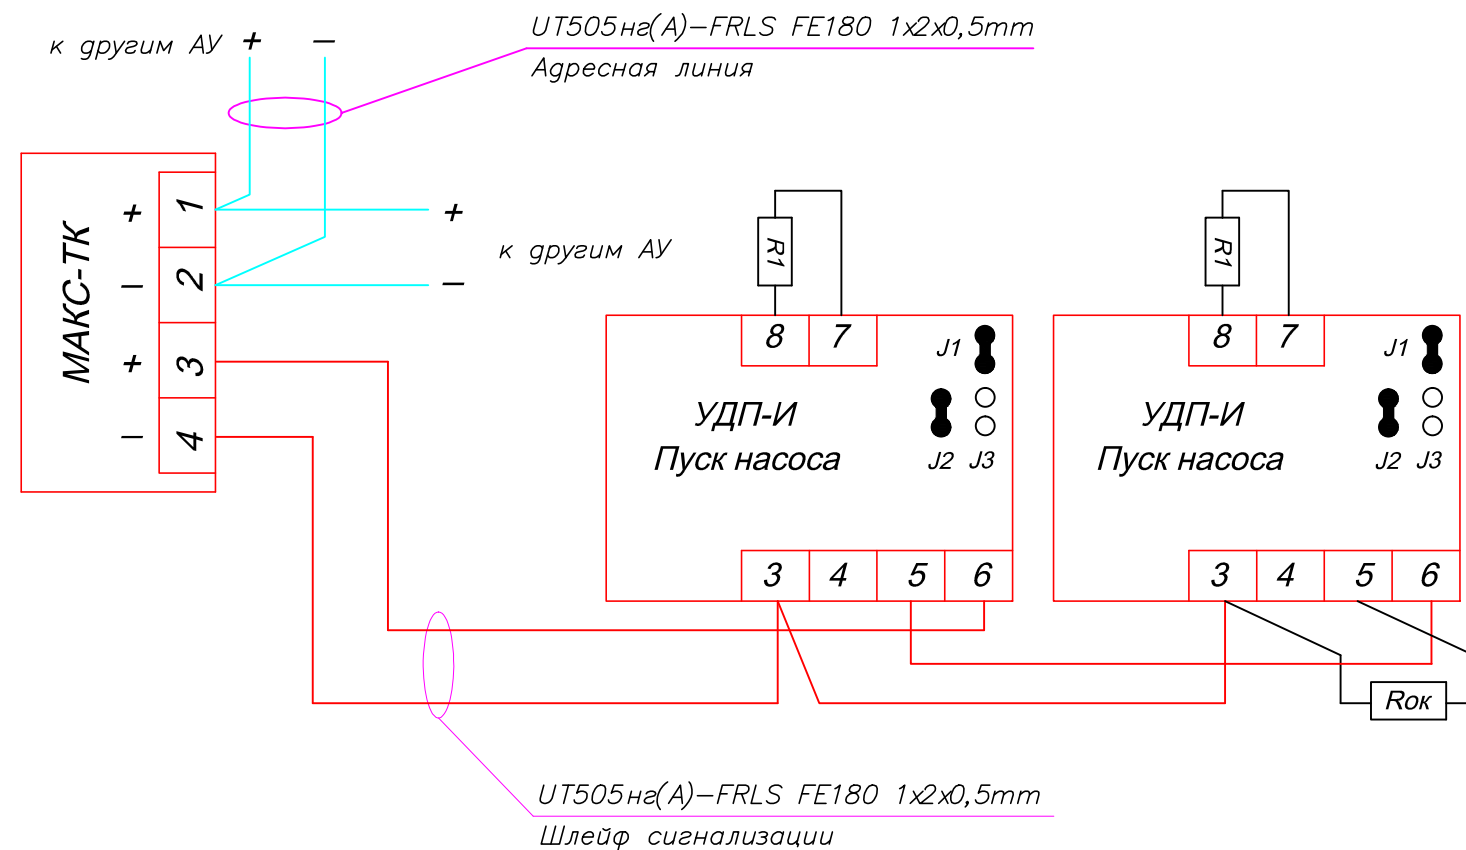 UT505нг(А)-FRLS FE180 1x2x0,5mm
Адресная линия
к другим АУ + −
МАКС-ТК
+ 1
− 2
+ 3
− 4
+
к другим АУ
−
R1
8 7
J1
УДП-И
Пуск насоса
J2 J3
3 4 5 6
R1
8 7
J1
УДП-И
Пуск насоса
J2 J3
3 4 5 6
Rок
UT505нг(А)-FRLS FE180 1x2x0,5mm
Шлейф сигнализации